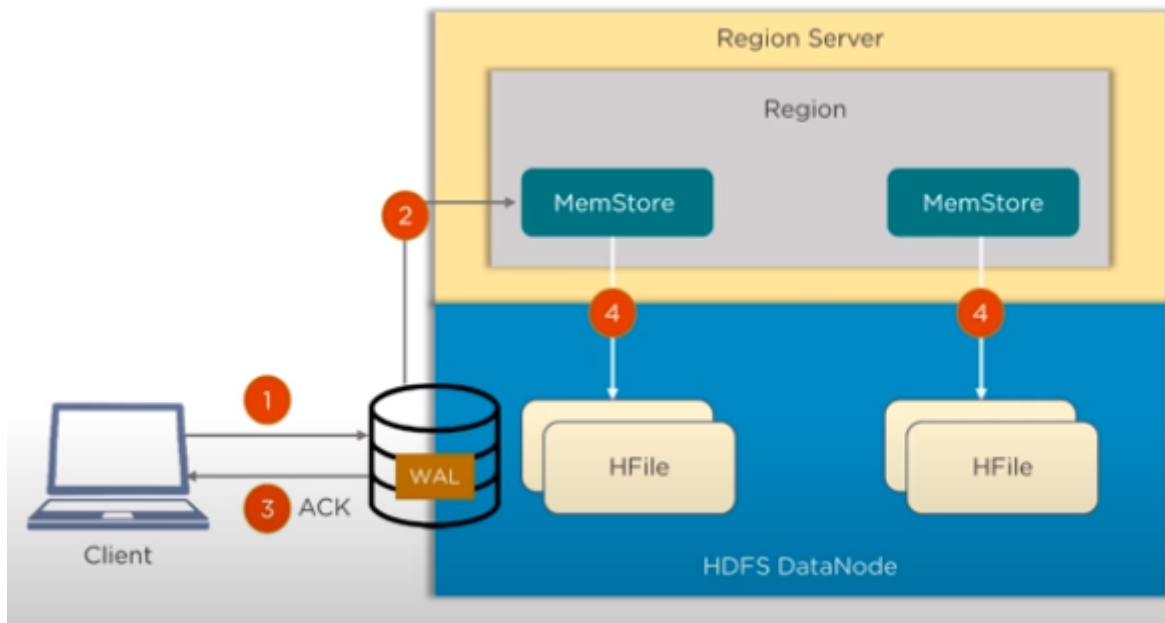 Region Server
Region
MemStore
MemStore
2
4
4
1
HFile
HFile
WAL
3 ACK
Client
HDFS DataNode